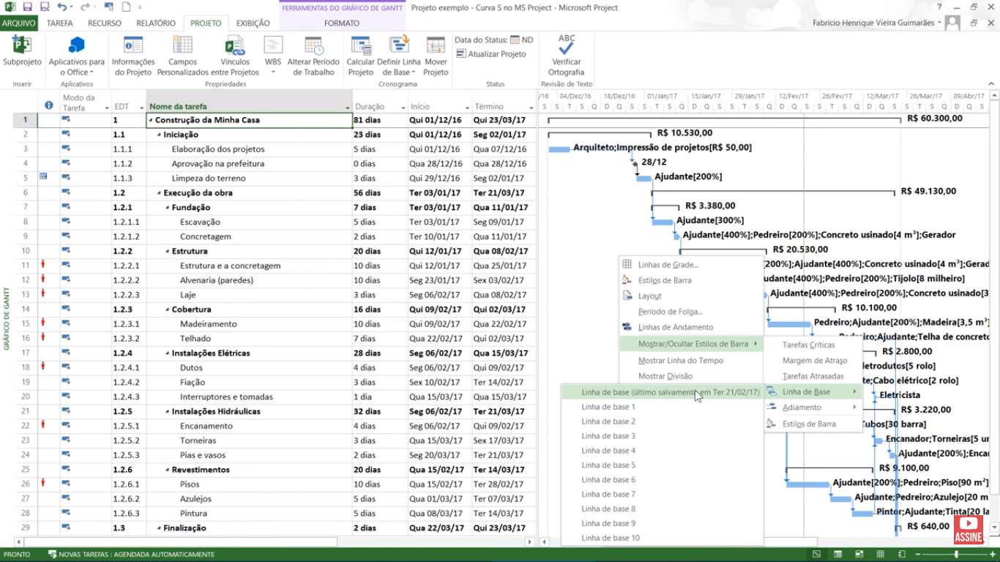 FERRAMENTAS DO GRÁFICO DE GANTT
Projeto exemplo - Curva S no MS Project - Microsoft Project
ARQUIVO TAREFA RECURSO RELATÓRIO PROJETO EXIBIÇÃO FORMATO
Fabrício Henrique Vieira Guimarães
Subprojeto
Aplicativos para o Office
Informações do Projeto
Campos Personalizados
Vínculos entre Projetos
WBS
Alterar Período de Trabalho
Calcular Projeto
Definir Linha de Base
Mover Projeto
Data do Status: ND
Atualizar Projeto
ABC
Verificar Ortografia
Inserir Aplicativos Propriedades Cronograma Status Revisão de Texto
Modo da Tarefa EDT Nome da tarefa Duração Início Término
/16 04/Dez/16 18/Dez/16 01/Jan/17 15/Jan/17 29/Jan/17 12/Fev/17 26/Fev/17 12/Mar/17 26/Mar/17 09/Abr/17
S S T Q Q S D S T Q Q S D S T Q Q S D S T Q Q S D S T Q Q S D S T Q Q S
1 1 Construção da Minha Casa 81 dias Qui 01/12/16 Qui 23/03/17
2 1.1 Iniciação 23 dias Qui 01/12/16 Seg 02/01/17
3 1.1.1 Elaboração dos projetos 5 dias Qui 01/12/16 Qua 07/12/16
4 1.1.2 Aprovação na prefeitura 0 dias Qua 28/12/16 Qua 28/12/16
5 1.1.3 Limpeza do terreno 3 dias Qui 29/12/16 Seg 02/01/17
6 1.2 Execução da obra 56 dias Ter 03/01/17 Ter 21/03/17
7 1.2.1 Fundação 7 dias Ter 03/01/17 Qua 11/01/17
8 1.2.1.1 Escavação 5 dias Ter 03/01/17 Seg 09/01/17
9 1.2.1.2 Concretagem 2 dias Ter 10/01/17 Qua 11/01/17
10 1.2.2 Estrutura 20 dias Qui 12/01/17 Qua 08/02/17
11 1.2.2.1 Estrutura e a concretagem 10 dias Qui 12/01/17 Qua 25/01/17
12 1.2.2.2 Alvenaria (paredes) 10 dias Seg 23/01/17 Sex 03/02/17
13 1.2.2.3 Laje 3 dias Seg 06/02/17 Qua 08/02/17
14 1.2.3 Cobertura 16 dias Qui 09/02/17 Qui 02/03/17
15 1.2.3.1 Madeiramento 10 dias Qui 09/02/17 Qua 22/02/17
16 1.2.3.2 Telhado 7 dias Qua 22/02/17 Qui 02/03/17
17 1.2.4 Instalações Elétricas 28 dias Seg 06/02/17 Qua 15/03/17
18 1.2.4.1 Dutos 4 dias Seg 06/02/17 Qui 09/02/17
19 1.2.4.2 Fiação 3 dias Sex 10/02/17 Ter 14/02/17
20 1.2.4.3 Interruptores e tomadas 1 dia Qua 15/03/17 Qua 15/03/17
21 1.2.5 Instalações Hidráulicas 32 dias Seg 06/02/17 Ter 21/03/17
22 1.2.5.1 Encanamento 4 dias Seg 06/02/17 Qui 09/02/17
23 1.2.5.2 Torneiras 3 dias Qua 15/03/17 Sex 17/03/17
24 1.2.5.3 Pias e vasos 2 dias Seg 20/03/17 Ter 21/03/17
25 1.2.6 Revestimentos 20 dias Qua 15/02/17 Ter 14/03/17
26 1.2.6.1 Pisos 10 dias Qua 15/02/17 Ter 28/02/17
27 1.2.6.2 Azulejos 5 dias Qua 01/03/17 Ter 07/03/17
28 1.2.6.3 Pintura 5 dias Qua 08/03/17 Ter 14/03/17
29 1.3 Finalização 2 dias Qua 22/03/17 Qui 23/03/17
GRÁFICO DE GANTT
R$ 60.300,00
R$ 10.530,00
Arquiteto;Impressão de projetos[R$ 50,00]
28/12
Ajudante[200%]
R$ 49.130,00
R$ 3.380,00
Ajudante[300%]
Ajudante[400%];Pedreiro[200%];Concreto usinado[4 m³];Gerador
R$ 20.530,00
[200%];Ajudante[400%];Concreto usinado[4 m³];Gerad
udante[400%];Pedreiro[200%];Tijolo[8 milheiro]
Ajudante[400%];Pedreiro[200%];Concreto usinado[3
R$ 10.100,00
Pedreiro;Ajudante[200%];Madeira[3,5 m³]
Pedreiro;Ajudante;Telha de concreto
R$ 2.800,00
letrodutos[5 rolo]
te;Cabo elétrico[2 rolo]
Eletricista
R$ 3.220,00
Tubos[30 barra]
Encanador;Torneiras[5 un
Ajudante[200%];Enca
R$ 9.100,00
Ajudante[200%];Pedreiro;Piso[90 m²]
Ajudante;Pedreiro;Azulejo[20 m
Pintor;Ajudante;Tinta[20 la
R$ 640,00
Linhas de Grade...
Estilos de Barra
Layout
Período de Folga...
Linhas de Andamento
Mostrar/Ocultar Estilos de Barra
Mostrar Linha do Tempo
Mostrar Divisão
Tarefas Críticas
Margem de Atraso
Tarefas Atrasadas
Linha de Base
Adiamento
Estilos de Barra
Linha de base (último salvamento em Ter 21/02/17)
Linha de base 1
Linha de base 2
Linha de base 3
Linha de base 4
Linha de base 5
Linha de base 6
Linha de base 7
Linha de base 8
Linha de base 9
Linha de base 10
ASSINE
PRONTO NOVAS TAREFAS : AGENDADA AUTOMATICAMENTE